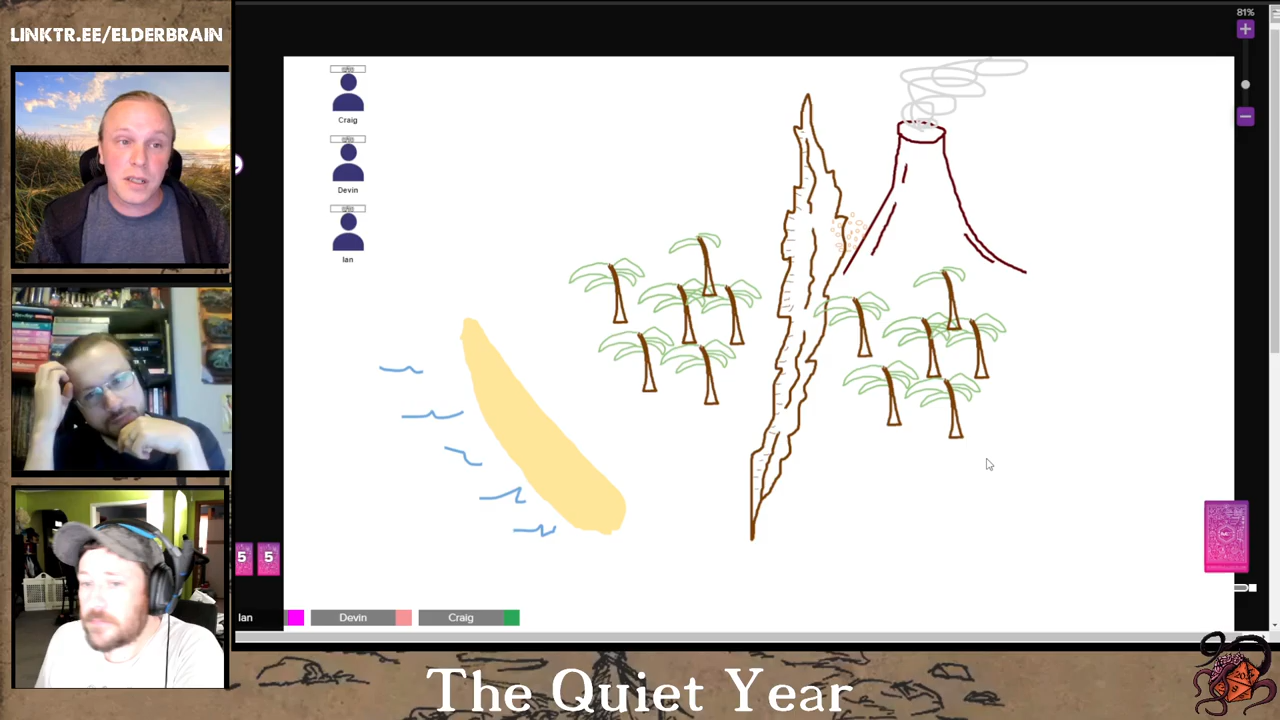 LINKTR.EE/ELDERBRAIN
81%
Craig
Devin
Ian
5 5
Ian Devin Craig
The Quiet Year